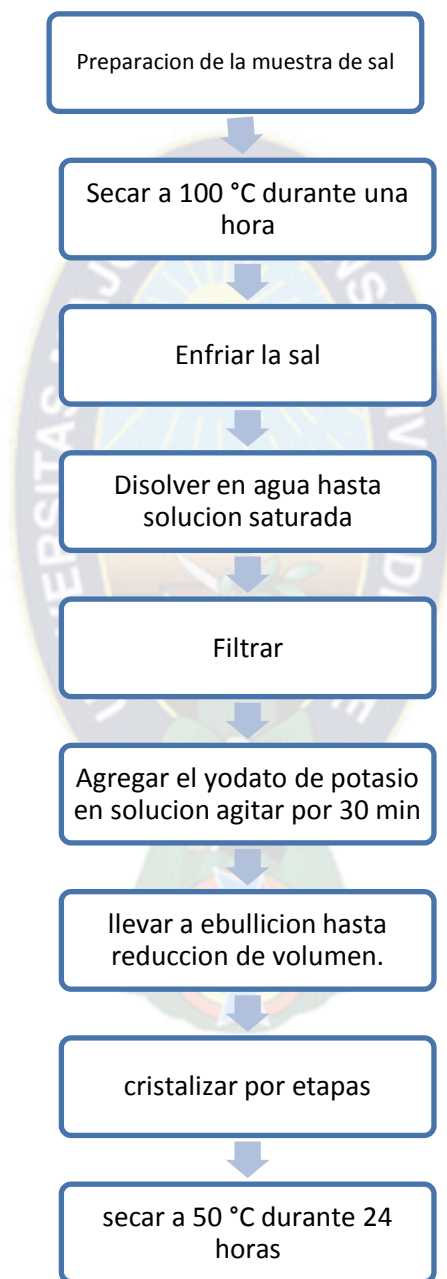 Preparacion de la muestra de sal
Secar a 100 °C durante una
hora
Enfriar la sal
Disolver en agua hasta
solucion saturada
Filtrar
Agregar el yodato de potasio
en solucion agitar por 30 min
llevar a ebullicion hasta
reduccion de volumen.
cristalizar por etapas
secar a 50 °C durante 24
horas